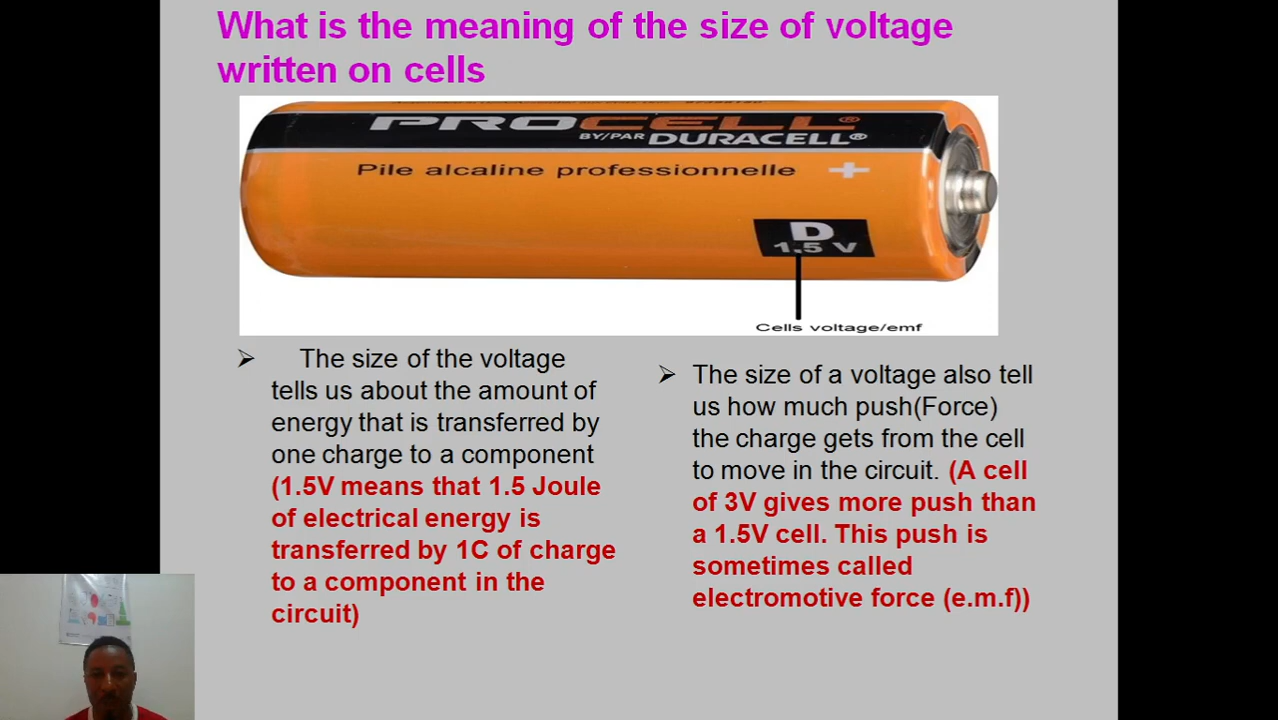 What is the meaning of the size of voltage
written on cells
PROCELL®
BY/PAR DURACELL®
Pile alcaline professionnelle +
D
1.5 V
Cells voltage/emf
➢ The size of the voltage
tells us about the amount of
energy that is transferred by
one charge to a component
(1.5V means that 1.5 Joule
of electrical energy is
transferred by 1C of charge
to a component in the
circuit)
➢ The size of a voltage also tell
us how much push(Force)
the charge gets from the cell
to move in the circuit. (A cell
of 3V gives more push than
a 1.5V cell. This push is
sometimes called
electromotive force (e.m.f))